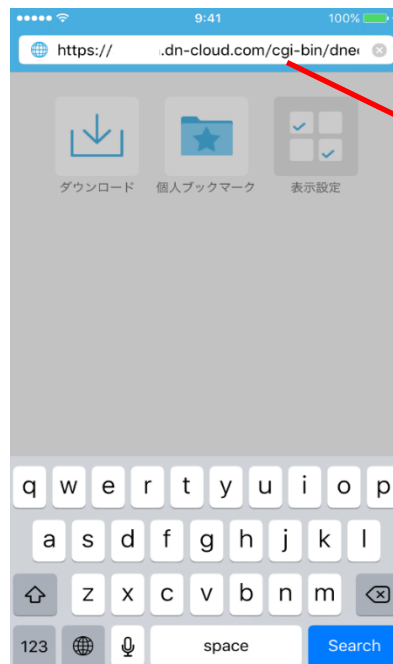 9:41 100%
https:// .dn-cloud.com/cgi-bin/dne
ダウンロード 個人ブックマーク 表示設定
q w e r t y u i o p
a s d f g h j k l
z x c v b n m
123 space Search